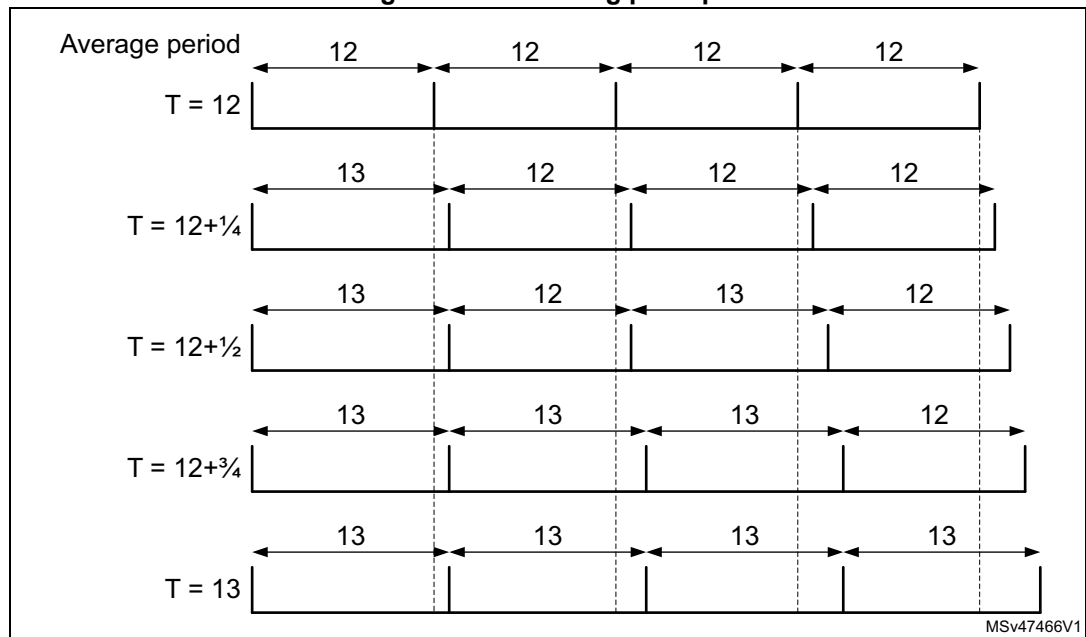 Average period
12 12 12 12
T = 12
13 12 12 12
T = 12+¼
13 12 13 12
T = 12+½
13 13 13 12
T = 12+¾
13 13 13 13
T = 13
MSv47466V1